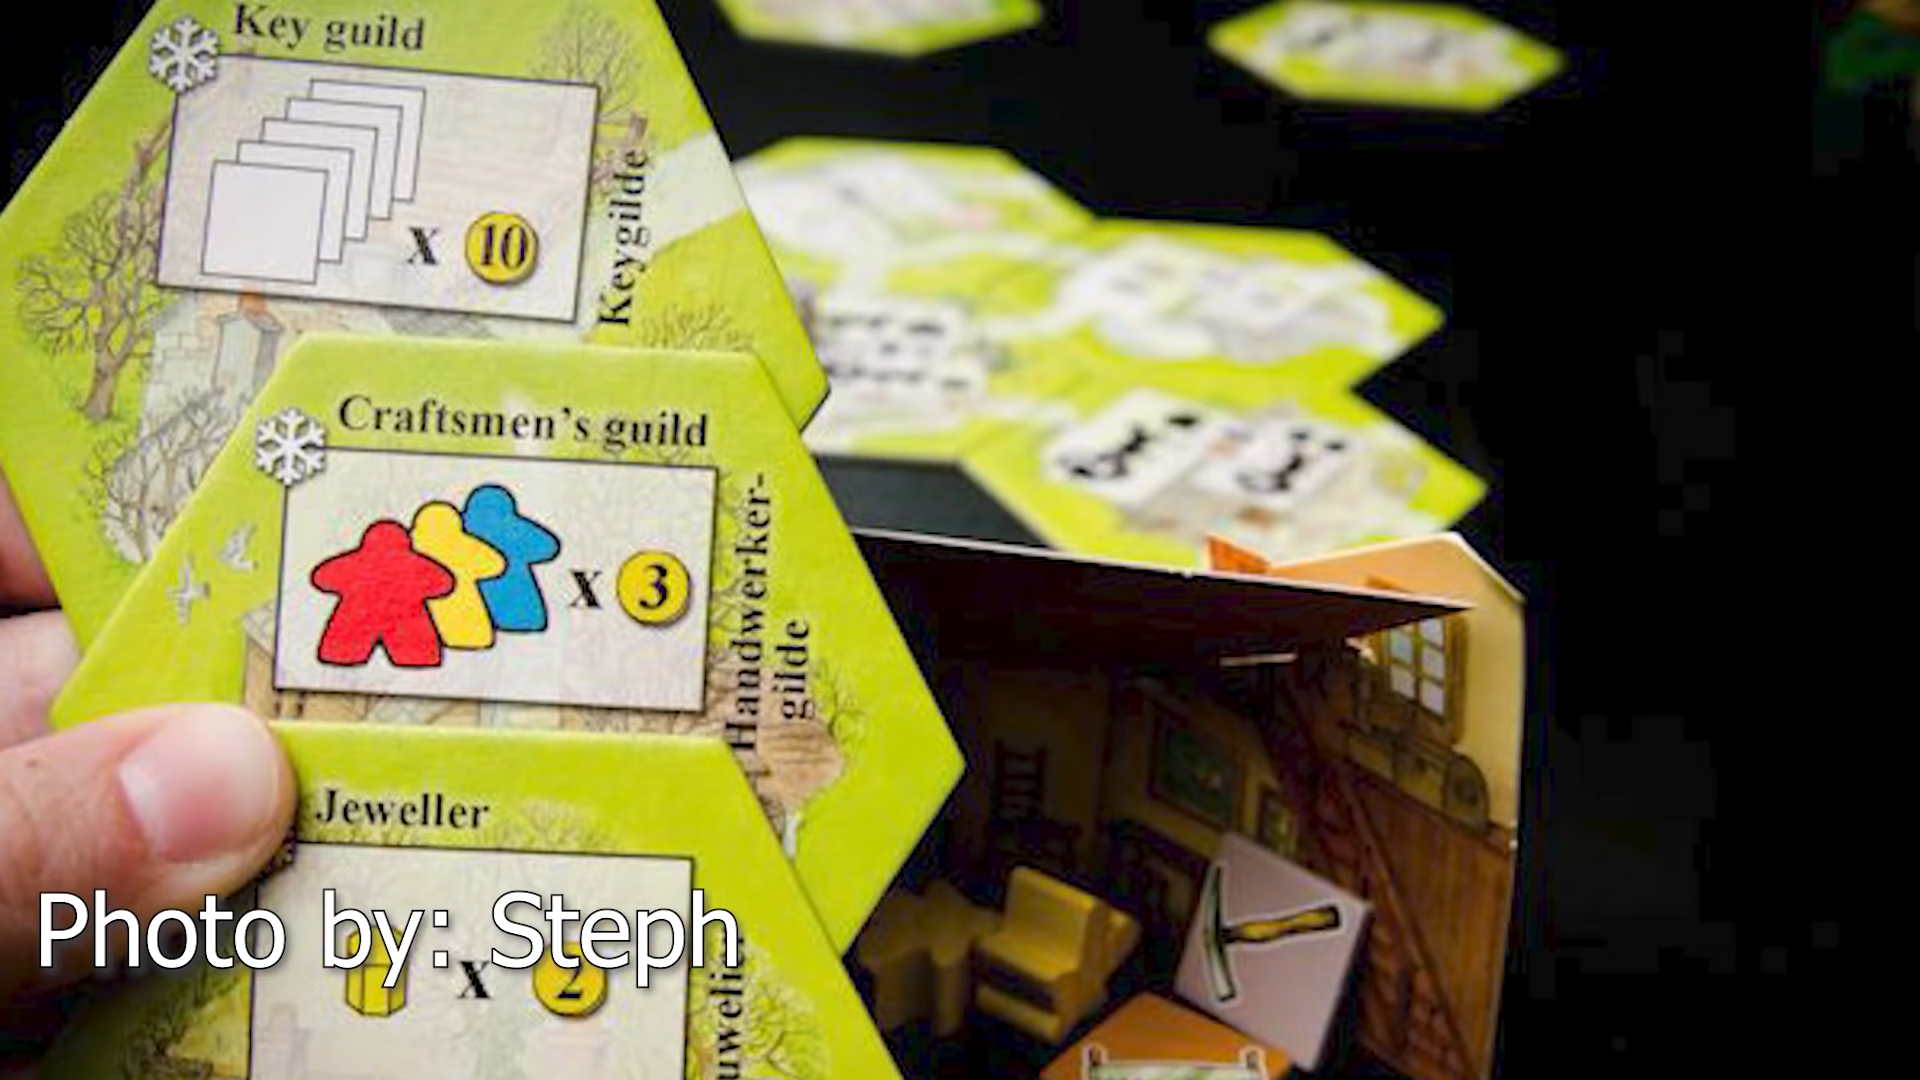 Key guild
x 10
Keygilde
Craftsmen's guild
x 3
Handwerker-
gilde
Jeweller
x 2
Photo by: Steph